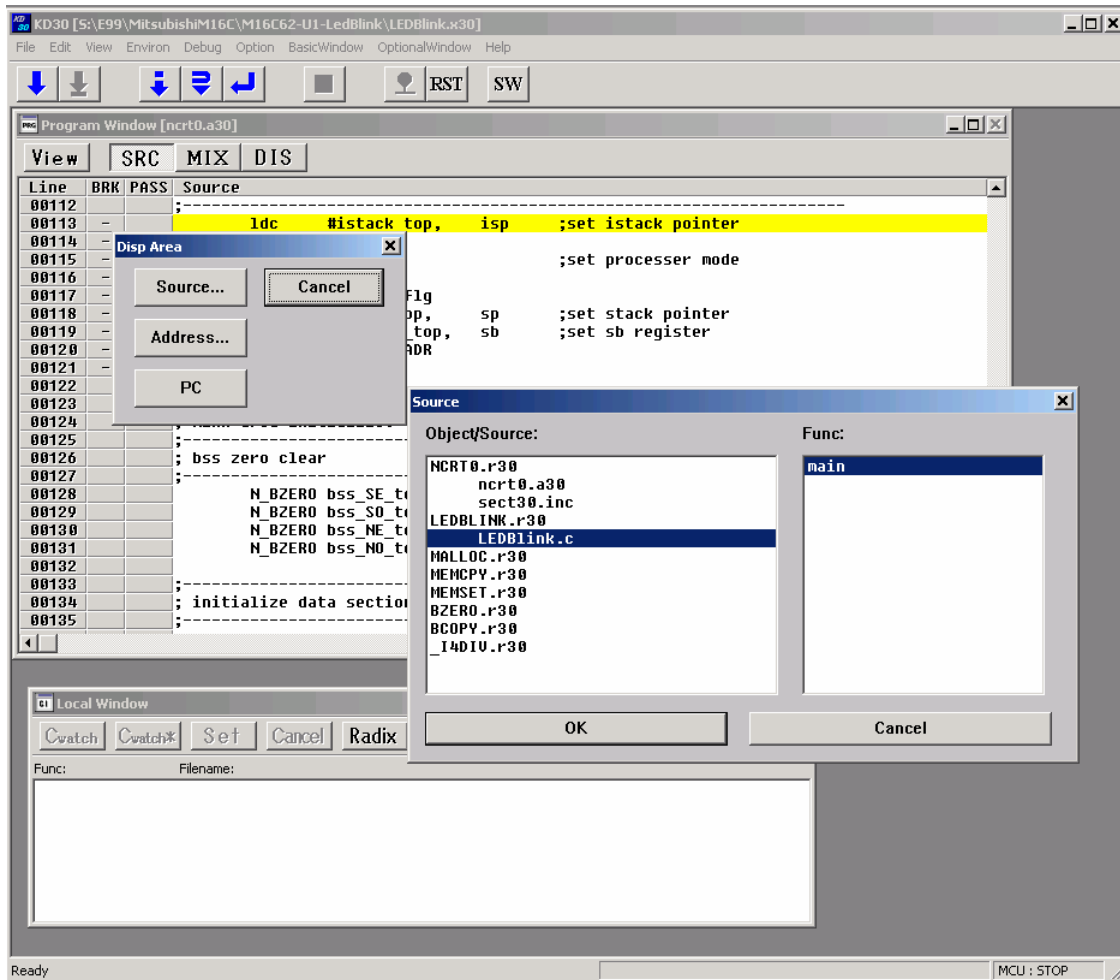 KD30 [S:\E99\MitsubishiM16C\M16C62-U1-LedBlink\LEDBlink.x30]
File Edit View Environ Debug Option BasicWindow OptionalWindow Help
RST SW
Program Window [ncrt0.a30]
View SRC MIX DIS
Line BRK PASS Source
00112 ;---------------------------------------------------------------------
00113 - ldc #istack_top, isp ;set istack pointer
00114 -
00115 - ;set processer mode
00116 -
00117 - flg
00118 - op, sp ;set stack pointer
00119 - _top, sb ;set sb register
00120 - ADR
00121 -
00122
00123
00124
00125 ;-----------------------
00126 ; bss zero clear
00127 ;-----------------------
00128 N_BZERO bss_SE_to
00129 N_BZERO bss_SO_to
00130 N_BZERO bss_NE_to
00131 N_BZERO bss_NO_to
00132
00133 ;-----------------------
00134 ; initialize data section
00135 ;-----------------------
Disp Area
Source... Cancel
Address...
PC
Source
Object/Source: Func:
NCRT0.r30 main
ncrt0.a30
sect30.inc
LEDBLINK.r30
LEDBlink.c
MALLOC.r30
MEMCPY.r30
MEMSET.r30
BZERO.r30
BCOPY.r30
_I4DIV.r30
OK Cancel
Local Window
Cwatch Cwatch* Set Cancel Radix
Func: Filename:
Ready MCU : STOP